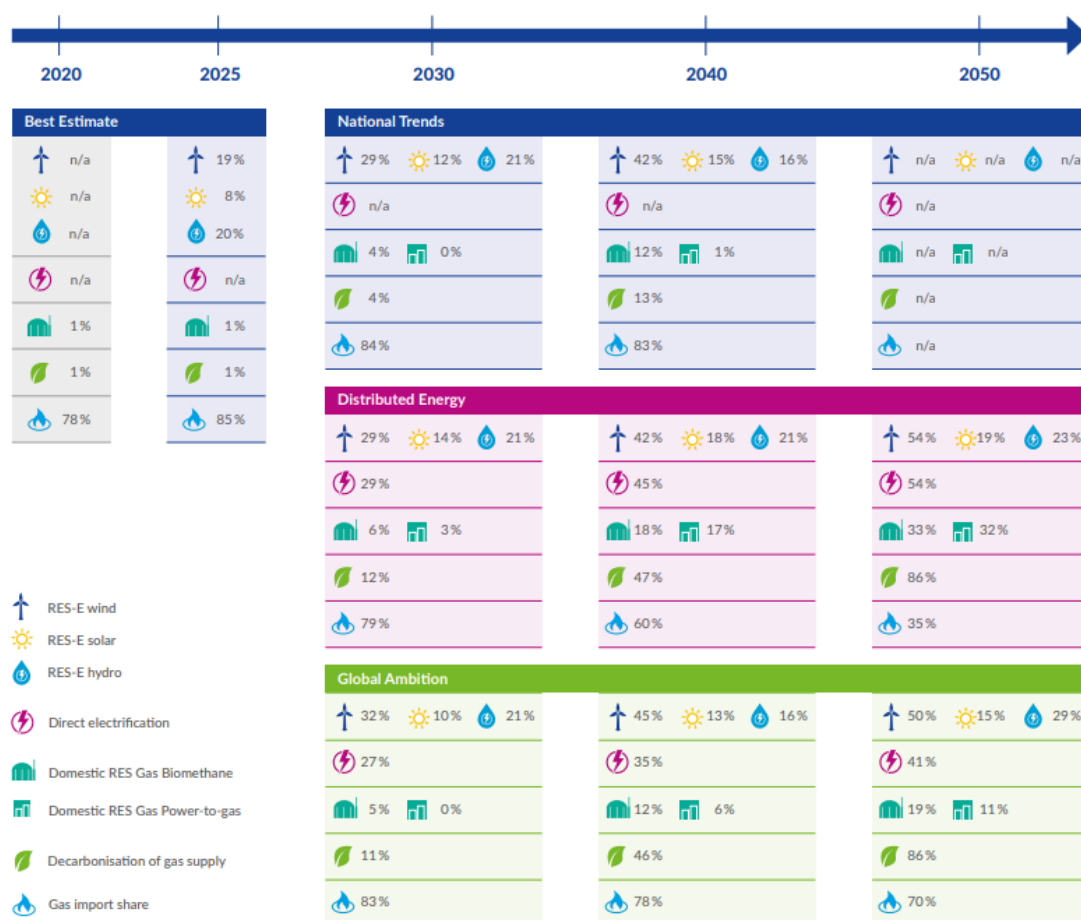 2020 2025 2030 2040 2050
Best Estimate
n/a 19%
n/a 8%
n/a 20%
n/a n/a
1% 1%
1% 1%
78% 85%
National Trends
29% 12% 21% 42% 15% 16% n/a n/a n/a
n/a n/a n/a
4% 0% 12% 1% n/a n/a
4% 13% n/a
84% 83% n/a
Distributed Energy
29% 14% 21% 42% 18% 21% 54% 19% 23%
29% 45% 54%
6% 3% 18% 17% 33% 32%
12% 47% 86%
79% 60% 35%
Global Ambition
32% 10% 21% 45% 13% 16% 50% 15% 29%
27% 35% 41%
5% 0% 12% 6% 19% 11%
11% 46% 86%
83% 78% 70%
RES-E wind
RES-E solar
RES-E hydro
Direct electrification
Domestic RES Gas Biomethane
Domestic RES Gas Power-to-gas
Decarbonisation of gas supply
Gas import share